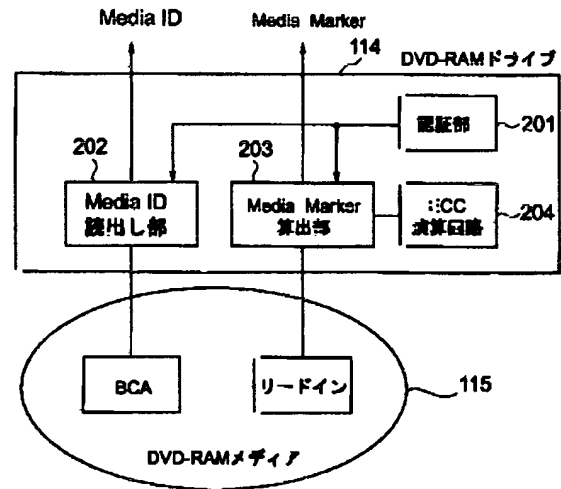 Media ID
Media Marker
114
DVD-RAMドライブ
認証部
201
202
203
Media ID
読出し部
Media Marker
算出部
ECC
演算回路
204
BCA
リードイン
115
DVD-RAMメディア